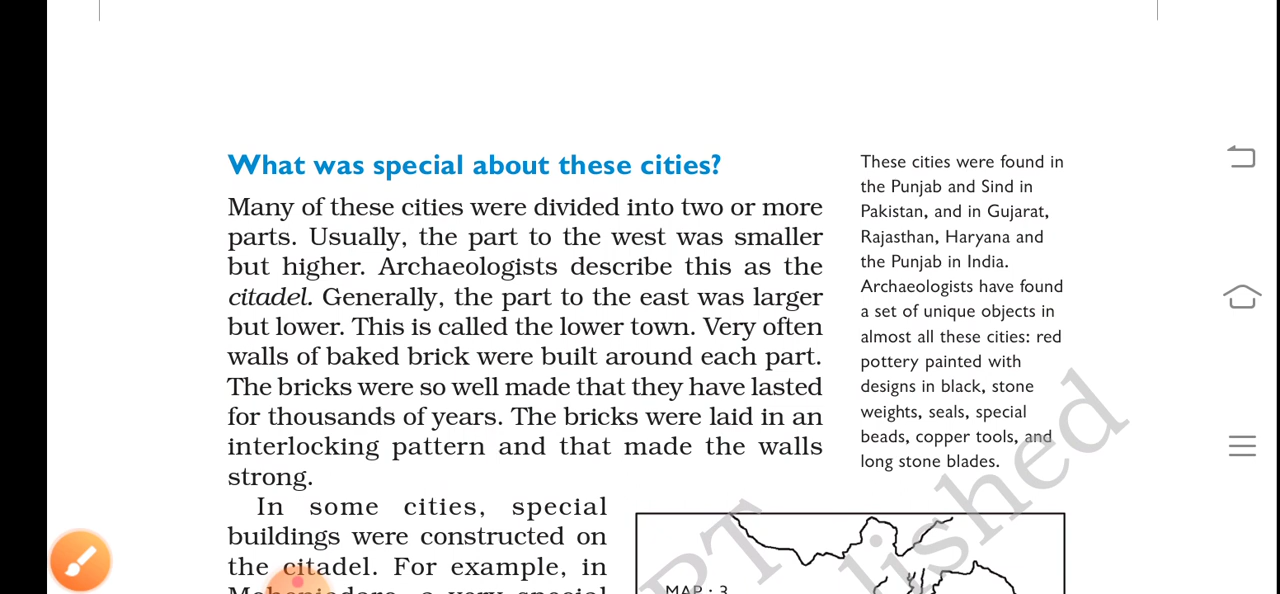 What was special about these cities?
Many of these cities were divided into two or more
parts. Usually, the part to the west was smaller
but higher. Archaeologists describe this as the
citadel. Generally, the part to the east was larger
but lower. This is called the lower town. Very often
walls of baked brick were built around each part.
The bricks were so well made that they have lasted
for thousands of years. The bricks were laid in an
interlocking pattern and that made the walls
strong.
In some cities, special
buildings were constructed on
the citadel. For example, in
a very special
These cities were found in
the Punjab and Sind in
Pakistan, and in Gujarat,
Rajasthan, Haryana and
the Punjab in India.
Archaeologists have found
a set of unique objects in
almost all these cities: red
pottery painted with
designs in black, stone
weights, seals, special
beads, copper tools, and
long stone blades.
MAP : 3